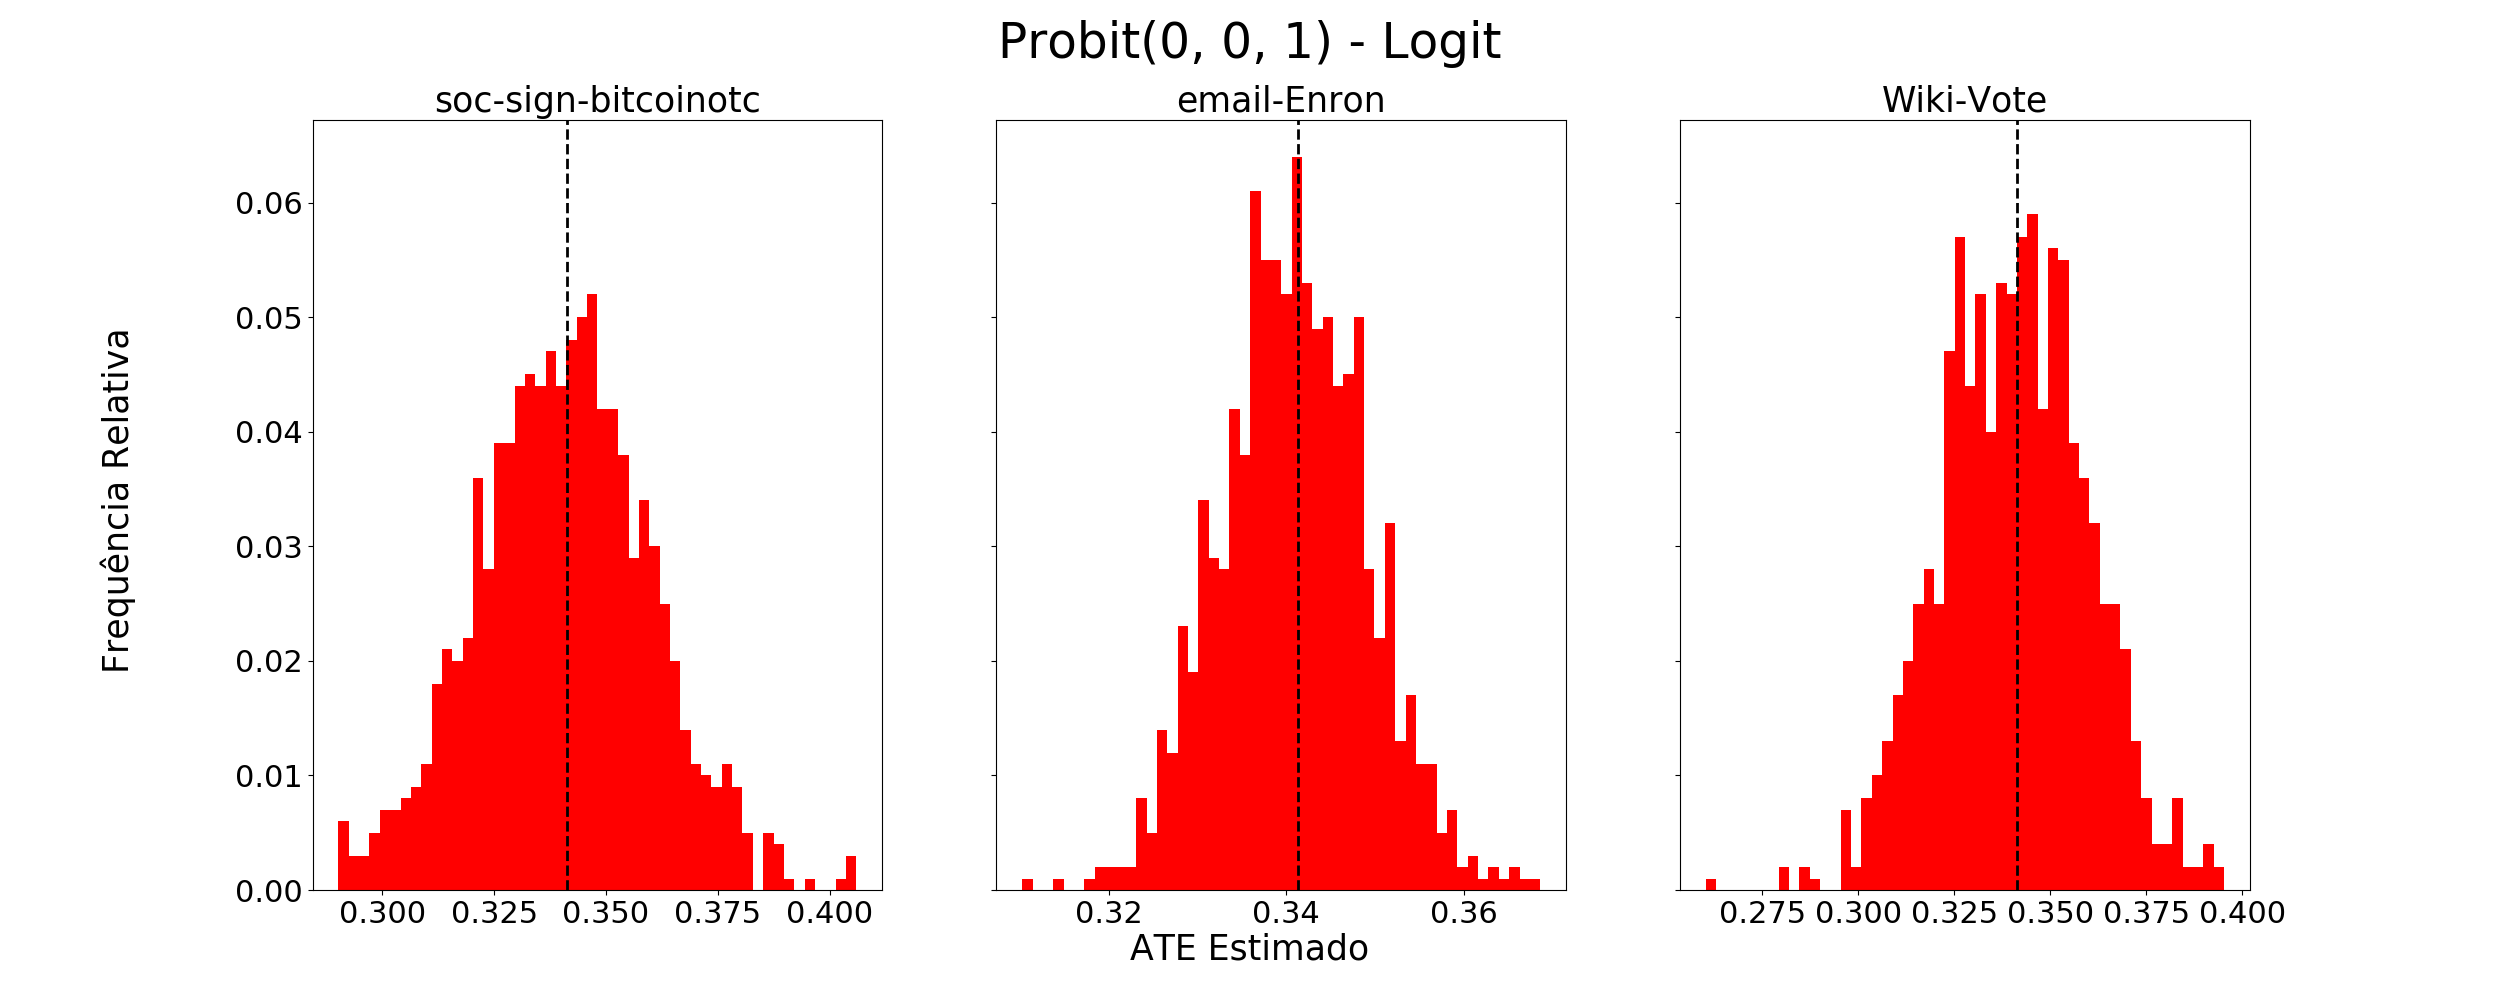 Probit(0, 0, 1) - Logit
soc-sign-bitcoinotc
email-Enron
Wiki-Vote
Frequência Relativa
0.06
0.05
0.04
0.03
0.02
0.01
0.00
0.300 0.325 0.350 0.375 0.400
0.32 0.34 0.36
0.275 0.300 0.325 0.350 0.375 0.400
ATE Estimado